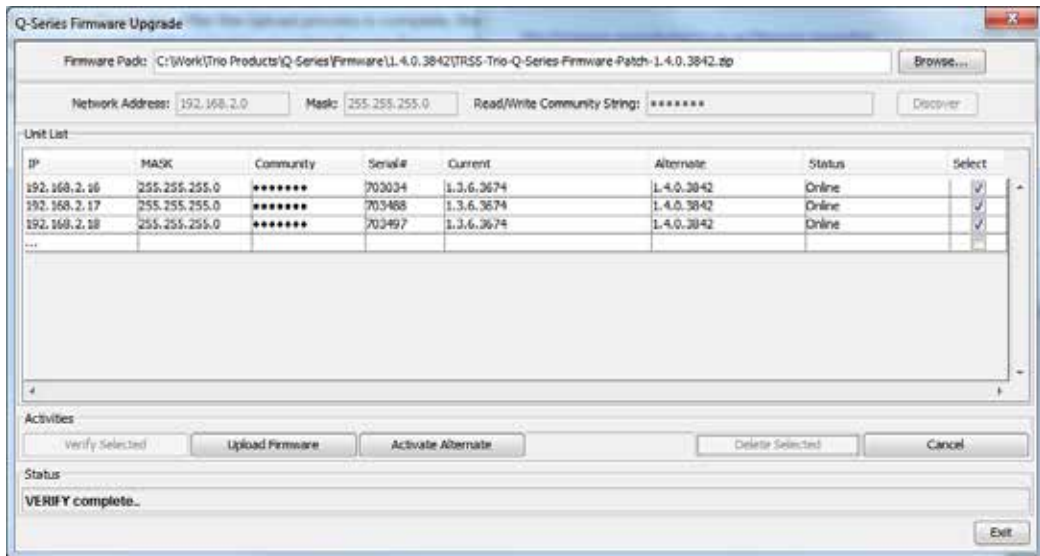 Q-Series Firmware Upgrade
Firmware Pack: C:\Work\Trio Products\Q-Series\Firmware\1.4.0.3842\TRSS-Trio-Q-Series-Firmware-Patch-1.4.0.3842.zip Browse...
Network Address: 192.168.2.0 Mask: 255.255.255.0 Read/Write Community String: ******* Discover
Unit List
IP MASK Community Serial# Current Alternate Status Select
192.168.2.16 255.255.255.0 ●●●●●●● 703034 1.3.6.3674 1.4.0.3842 Online
192.168.2.17 255.255.255.0 ●●●●●●● 703488 1.3.6.3674 1.4.0.3842 Online
192.168.2.18 255.255.255.0 ●●●●●●● 703497 1.3.6.3674 1.4.0.3842 Online
...
Activities
Verify Selected Upload Firmware Activate Alternate Delete Selected Cancel
Status
VERIFY complete..
Exit